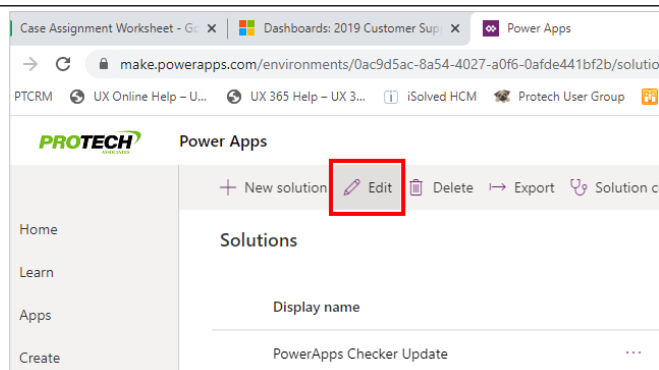 Case Assignment Worksheet - Go
Dashboards: 2019 Customer Sup
Power Apps
make.powerapps.com/environments/0ac9d5ac-8a54-4027-a0f6-0afde441bf2b/solutio
PTCRM UX Online Help – U... UX 365 Help – UX 3... iSolved HCM Protech User Group
PROTECH
ASSOCIATES
Power Apps
New solution Edit Delete Export Solution c
Home
Solutions
Learn
Display name
Apps
PowerApps Checker Update ...
Create